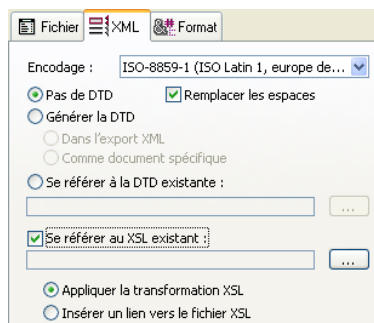 Fichier XML Format
Encodage : ISO-8859-1 (ISO Latin 1, europe de...
Pas de DTD Remplacer les espaces
Générer la DTD
Dans l'export XML
Comme document spécifique
Se référer à la DTD existante :
...
Se référer au XSL existant :
...
Appliquer la transformation XSL
Insérer un lien vers le fichier XSL